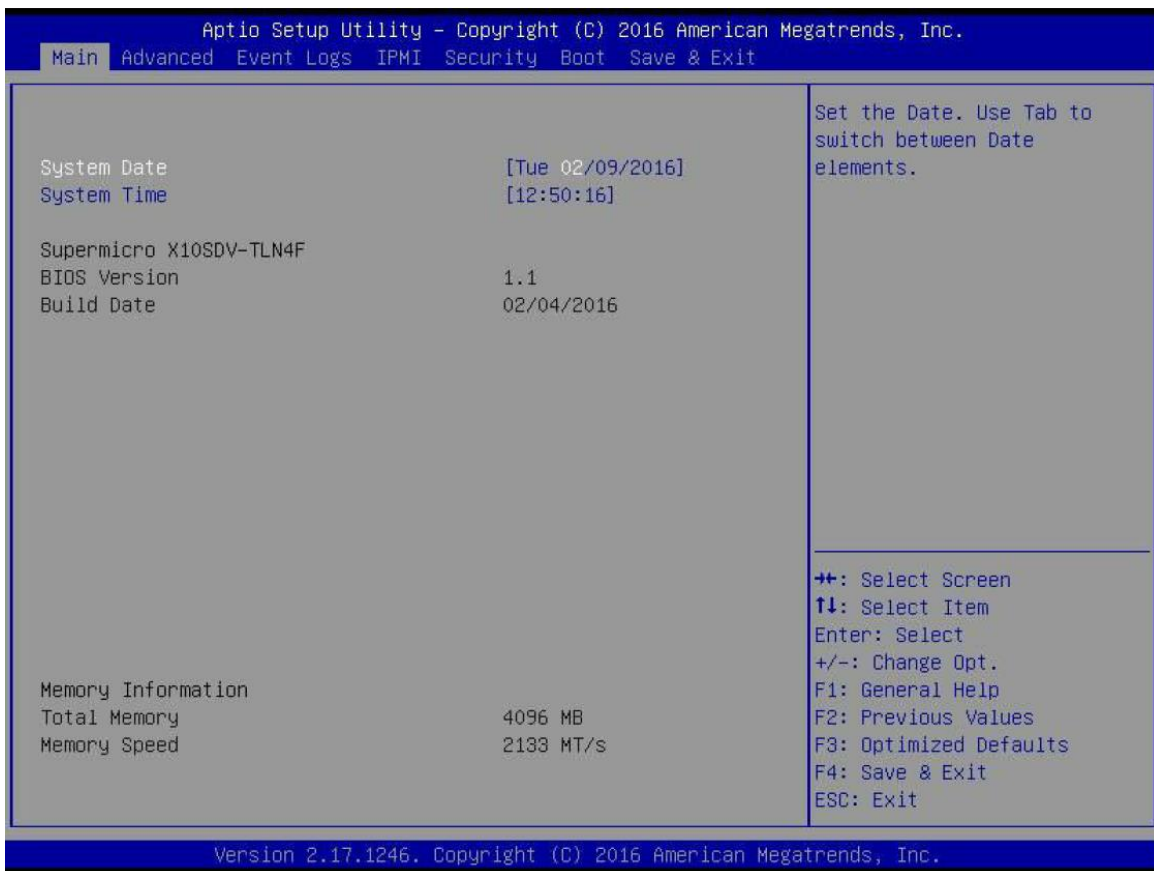 Aptio Setup Utility – Copyright (C) 2016 American Megatrends, Inc.
Main Advanced Event Logs IPMI Security Boot Save & Exit
System Date [Tue 02/09/2016]
System Time [12:50:16]
Supermicro X10SDV-TLN4F
BIOS Version 1.1
Build Date 02/04/2016
Memory Information
Total Memory 4096 MB
Memory Speed 2133 MT/s
Set the Date. Use Tab to
switch between Date
elements.
→←: Select Screen
↑↓: Select Item
Enter: Select
+/-: Change Opt.
F1: General Help
F2: Previous Values
F3: Optimized Defaults
F4: Save & Exit
ESC: Exit
Version 2.17.1246. Copyright (C) 2016 American Megatrends, Inc.